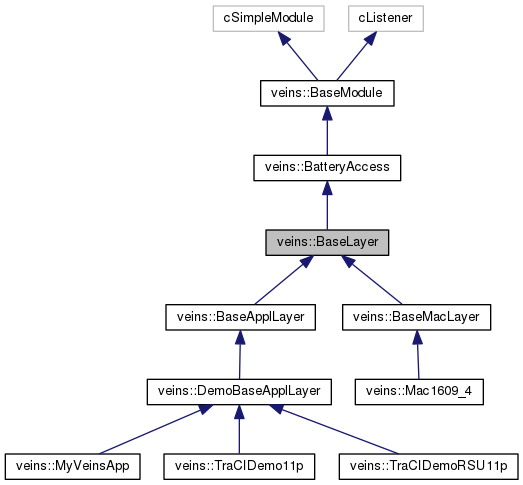 cSimpleModule
cListener
veins::BaseModule
veins::BatteryAccess
veins::BaseLayer
veins::BaseApplLayer
veins::BaseMacLayer
veins::DemoBaseApplLayer
veins::Mac1609_4
veins::MyVeinsApp
veins::TraCIDemo11p
veins::TraCIDemoRSU11p